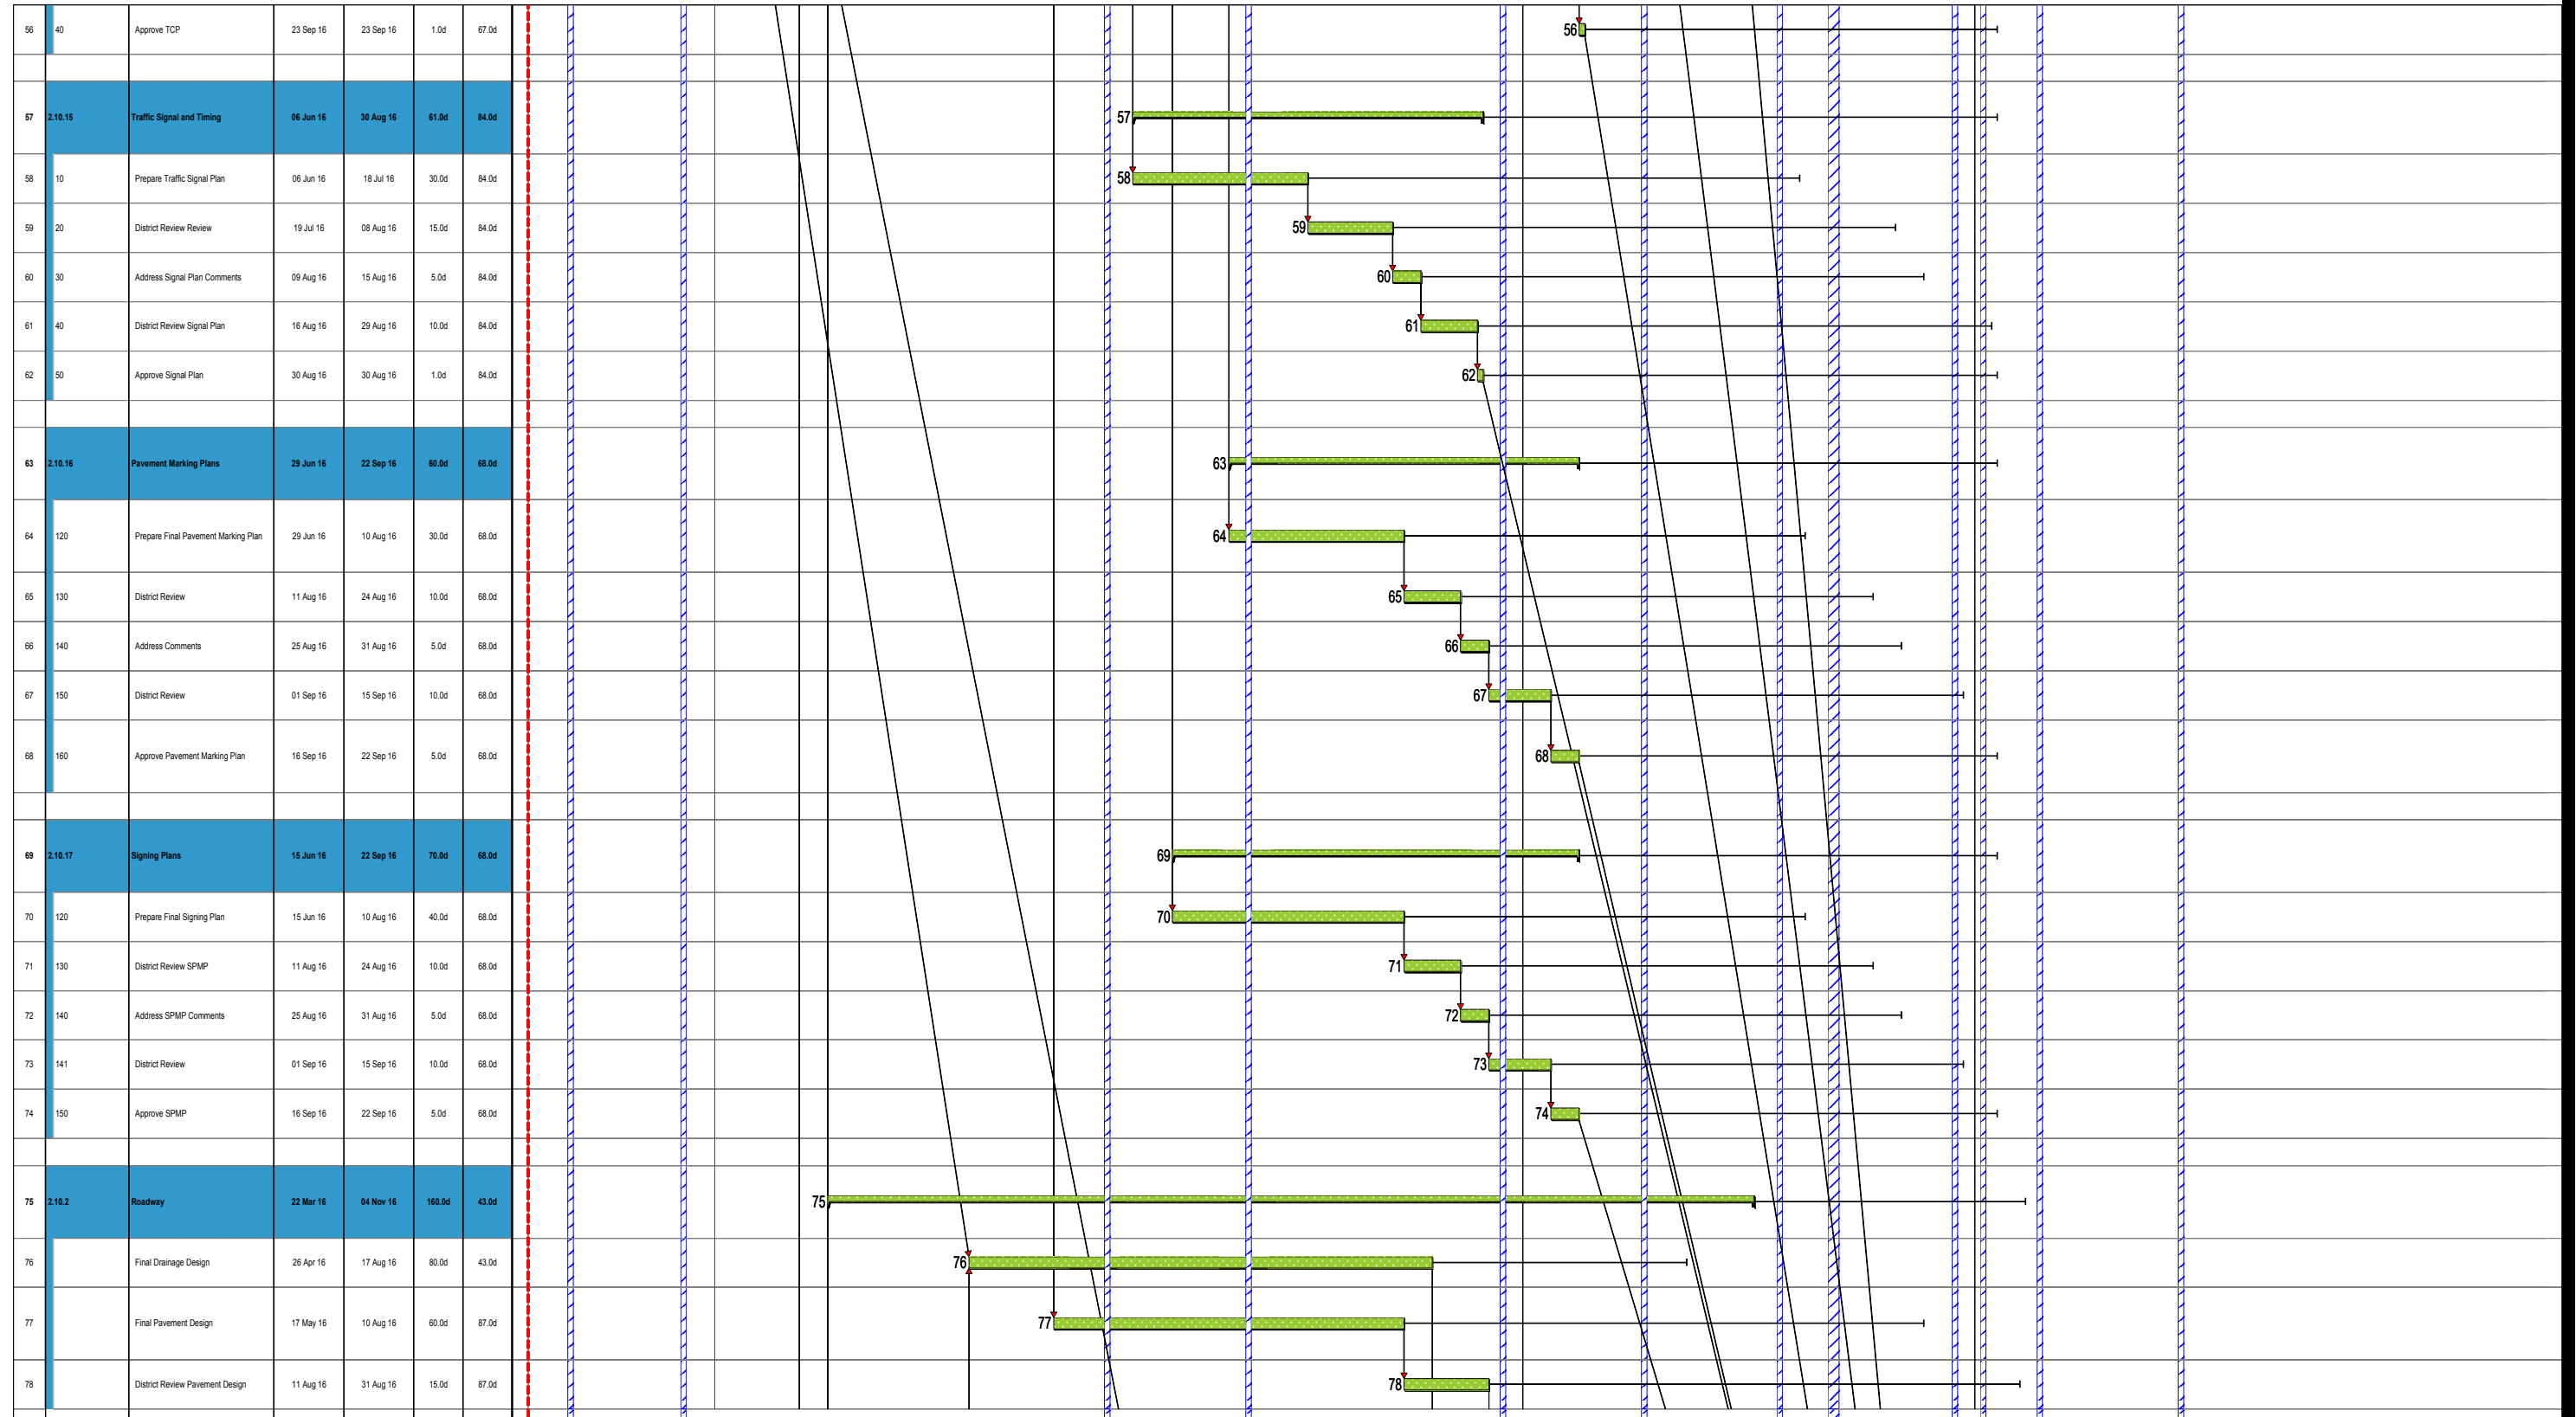 56 40 Approve TCP 23 Sep 16 23 Sep 16 1.0d 67.0d 56
57 2.10.15 Traffic Signal and Timing 06 Jun 16 30 Aug 16 61.0d 84.0d 57
58 10 Prepare Traffic Signal Plan 06 Jun 16 18 Jul 16 30.0d 84.0d 58
59 20 District Review Review 19 Jul 16 08 Aug 16 15.0d 84.0d 59
60 30 Address Signal Plan Comments 09 Aug 16 15 Aug 16 5.0d 84.0d 60
61 40 District Review Signal Plan 16 Aug 16 29 Aug 16 10.0d 84.0d 61
62 50 Approve Signal Plan 30 Aug 16 30 Aug 16 1.0d 84.0d 62
63 2.10.16 Pavement Marking Plans 29 Jun 16 22 Sep 16 60.0d 68.0d 63
64 120 Prepare Final Pavement Marking Plan 29 Jun 16 10 Aug 16 30.0d 68.0d 64
65 130 District Review 11 Aug 16 24 Aug 16 10.0d 68.0d 65
66 140 Address Comments 25 Aug 16 31 Aug 16 5.0d 68.0d 66
67 150 District Review 01 Sep 16 15 Sep 16 10.0d 68.0d 67
68 160 Approve Pavement Marking Plan 16 Sep 16 22 Sep 16 5.0d 68.0d 68
69 2.10.17 Signing Plans 15 Jun 16 22 Sep 16 70.0d 68.0d 69
70 120 Prepare Final Signing Plan 15 Jun 16 10 Aug 16 40.0d 68.0d 70
71 130 District Review SPMP 11 Aug 16 24 Aug 16 10.0d 68.0d 71
72 140 Address SPMP Comments 25 Aug 16 31 Aug 16 5.0d 68.0d 72
73 141 District Review 01 Sep 16 15 Sep 16 10.0d 68.0d 73
74 150 Approve SPMP 16 Sep 16 22 Sep 16 5.0d 68.0d 74
75 2.10.2 Roadway 22 Mar 16 04 Nov 16 160.0d 43.0d 75
76 Final Drainage Design 26 Apr 16 17 Aug 16 80.0d 43.0d 76
77 Final Pavement Design 17 May 16 10 Aug 16 60.0d 87.0d 77
78 District Review Pavement Design 11 Aug 16 31 Aug 16 15.0d 87.0d 78